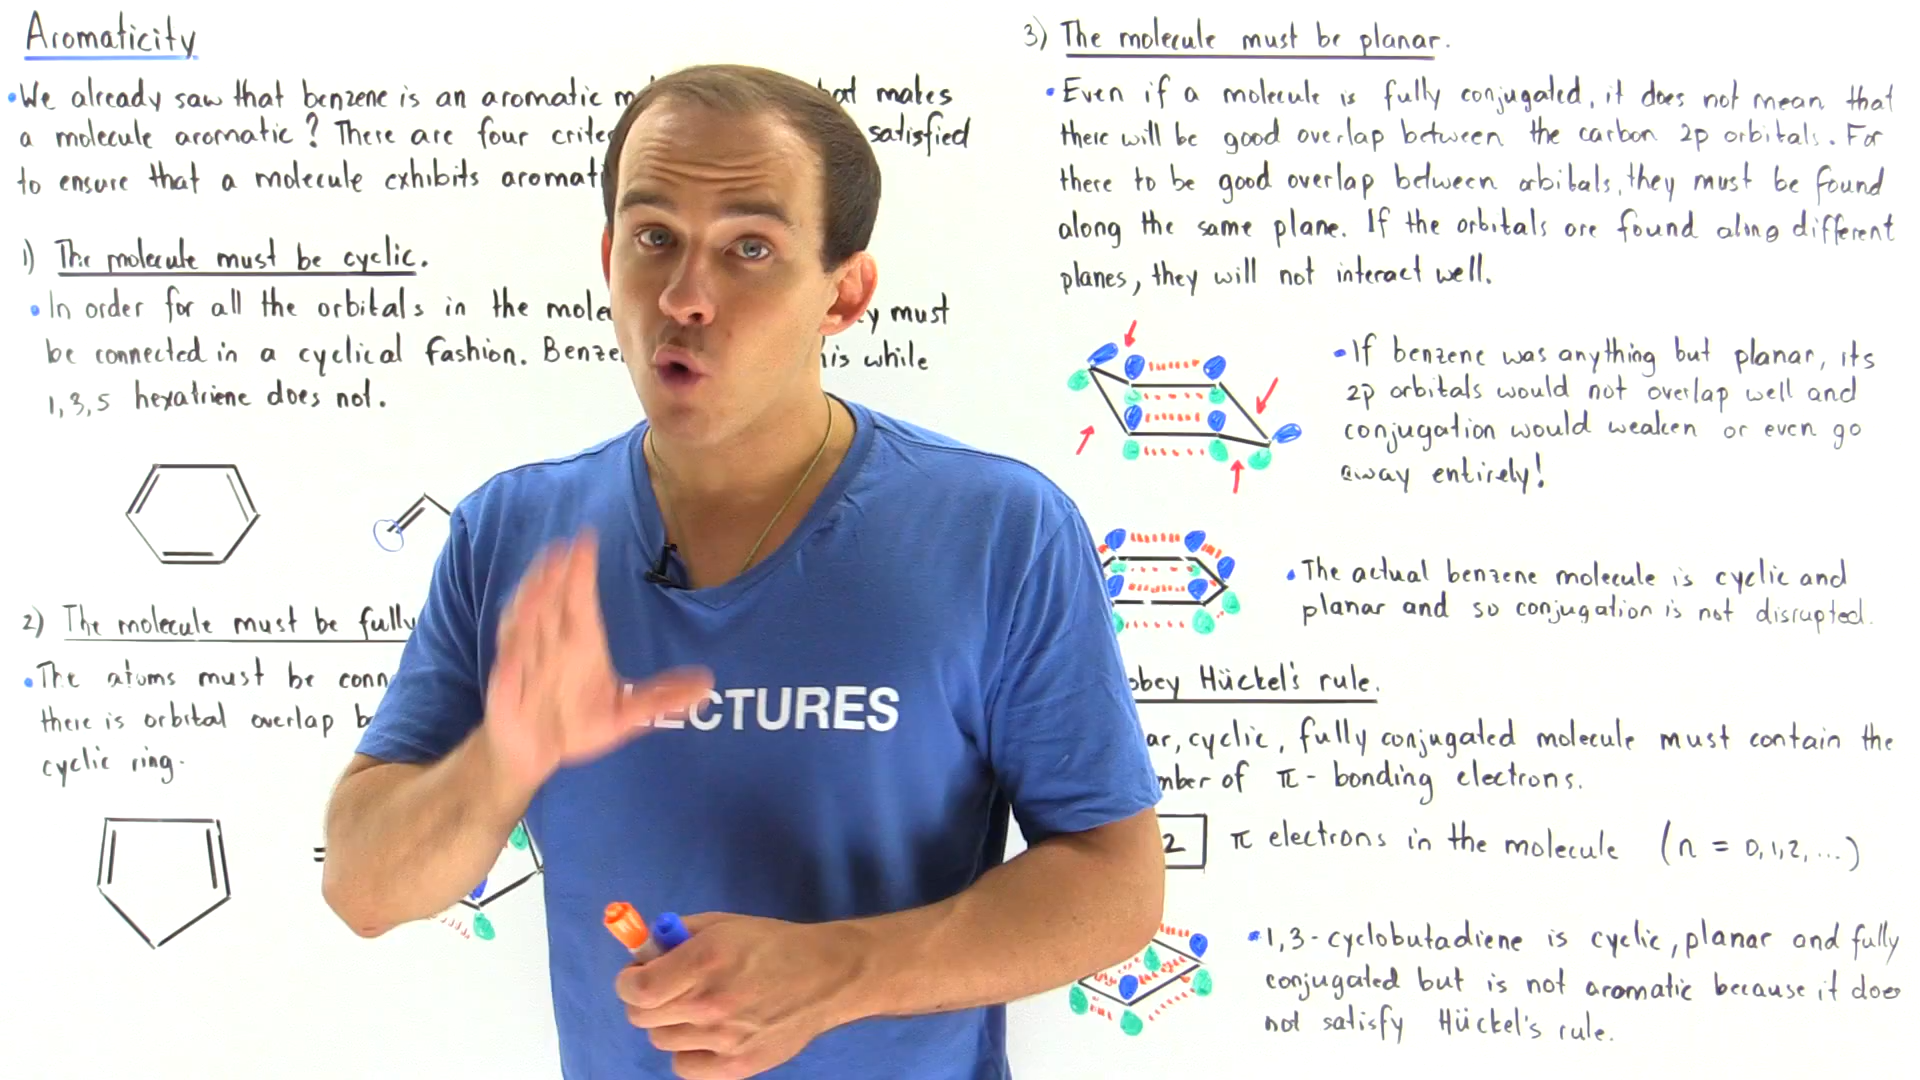 Aromaticity
• We already saw that benzene is an aromatic makes
a molecule aromatic? There are four satisfied
to ensure that a molecule exhibits
1) The molecule must be cyclic.
• In order for all the orbitals in the must
be connected in a cyclical fashion. while
1,3,5 hexatriene does not.
2) The molecule must be fully
• The atoms must be
there is orbital overlap
cyclic ring.
LECTURES
3) The molecule must be planar.
• Even if a molecule is fully conjugated, it does not mean that
there will be good overlap between the carbon 2p orbitals. For
there to be good overlap between orbitals, they must be found
along the same plane. If the orbitals are found along different
planes, they will not interact well.
• If benzene was anything but planar, its
2p orbitals would not overlap well and
conjugation would weaken or even go
away entirely!
• The actual benzene molecule is cyclic and
planar and so conjugation is not disrupted.
obey Hückel's rule.
cyclic, fully conjugated molecule must contain the
of π-bonding electrons.
2 π electrons in the molecule (n = 0,1,2,...)
• 1,3-cyclobutadiene is cyclic, planar and fully
conjugated but is not aromatic because it does
not satisfy Hückel's rule.